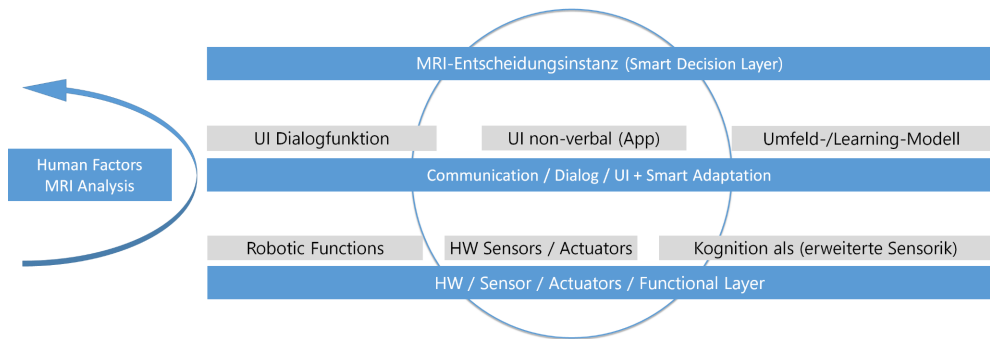 MRI-Entscheidungsinstanz (Smart Decision Layer)
UI Dialogfunktion
UI non-verbal (App)
Umfeld-/Learning-Modell
Human Factors
MRI Analysis
Communication / Dialog / UI + Smart Adaptation
Robotic Functions
HW Sensors / Actuators
Kognition als (erweiterte Sensorik)
HW / Sensor / Actuators / Functional Layer